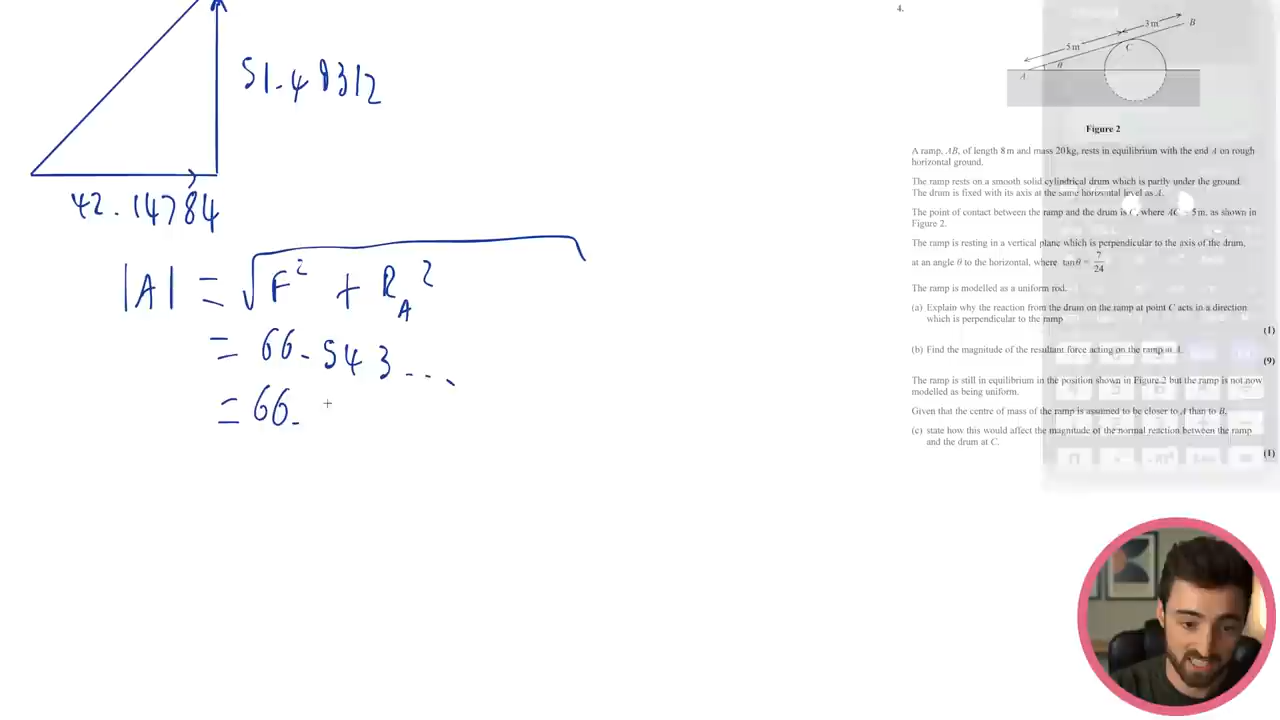 51.48312
42.14784
|A| = √F² + R_A²
= 66.543...
= 66.
4.
3 m
B
5 m
C
A
θ
Figure 2
A ramp, AB, of length 8 m and mass 20 kg, rests in equilibrium with the end A on rough
horizontal ground.
The ramp rests on a smooth solid cylindrical drum which is partly under the ground.
The drum is fixed with its axis at the same horizontal level as A.
The point of contact between the ramp and the drum is C, where AC = 5 m, as shown in
Figure 2.
The ramp is resting in a vertical plane which is perpendicular to the axis of the drum,
at an angle θ to the horizontal, where tanθ = 7/24
The ramp is modelled as a uniform rod.
(a) Explain why the reaction from the drum on the ramp at point C acts in a direction
which is perpendicular to the ramp.
(1)
(b) Find the magnitude of the resultant force acting on the ramp at A.
(9)
The ramp is still in equilibrium in the position shown in Figure 2 but the ramp is not now
modelled as being uniform.
Given that the centre of mass of the ramp is assumed to be closer to A than to B,
(c) state how this would affect the magnitude of the normal reaction between the ramp
and the drum at C.
(1)